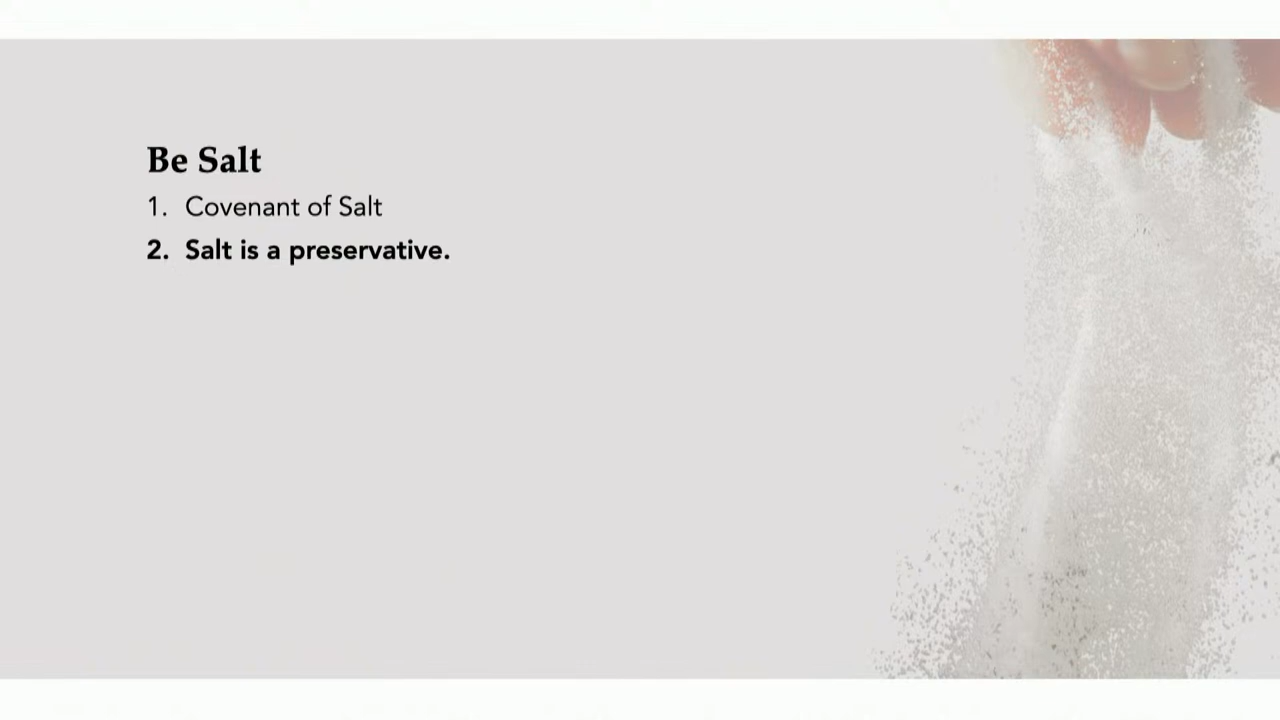 Be Salt
1. Covenant of Salt
2. Salt is a preservative.